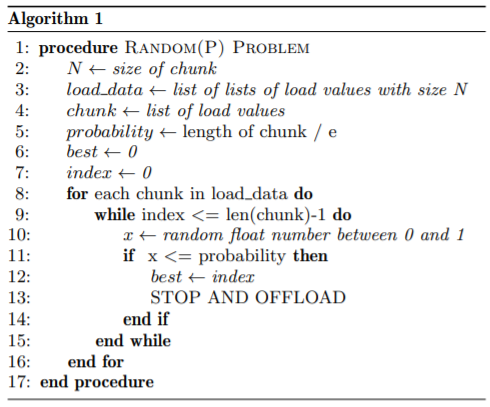 Algorithm 1
1: procedure RANDOM(P) PROBLEM
2: N ← size of chunk
3: load_data ← list of lists of load values with size N
4: chunk ← list of load values
5: probability ← length of chunk / e
6: best ← 0
7: index ← 0
8: for each chunk in load_data do
9: while index <= len(chunk)-1 do
10: x ← random float number between 0 and 1
11: if x <= probability then
12: best ← index
13: STOP AND OFFLOAD
14: end if
15: end while
16: end for
17: end procedure